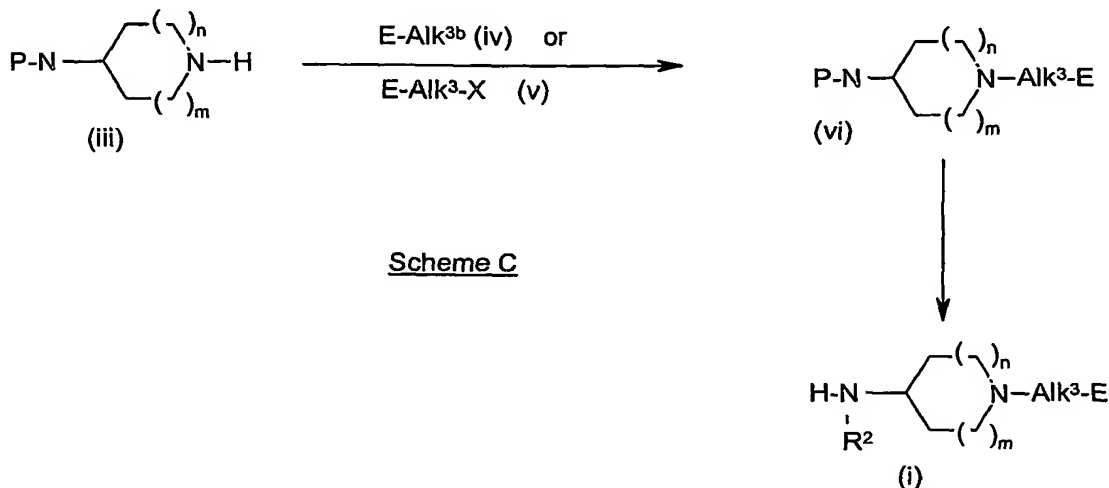 ( )n
P-N N-H
( )m
(iii)
E-Alk³ᵇ (iv) or
E-Alk³-X (v)
( )n
P-N N-Alk³-E
( )m
(vi)
Scheme C
( )n
H-N N-Alk³-E
R² ( )m
(i)